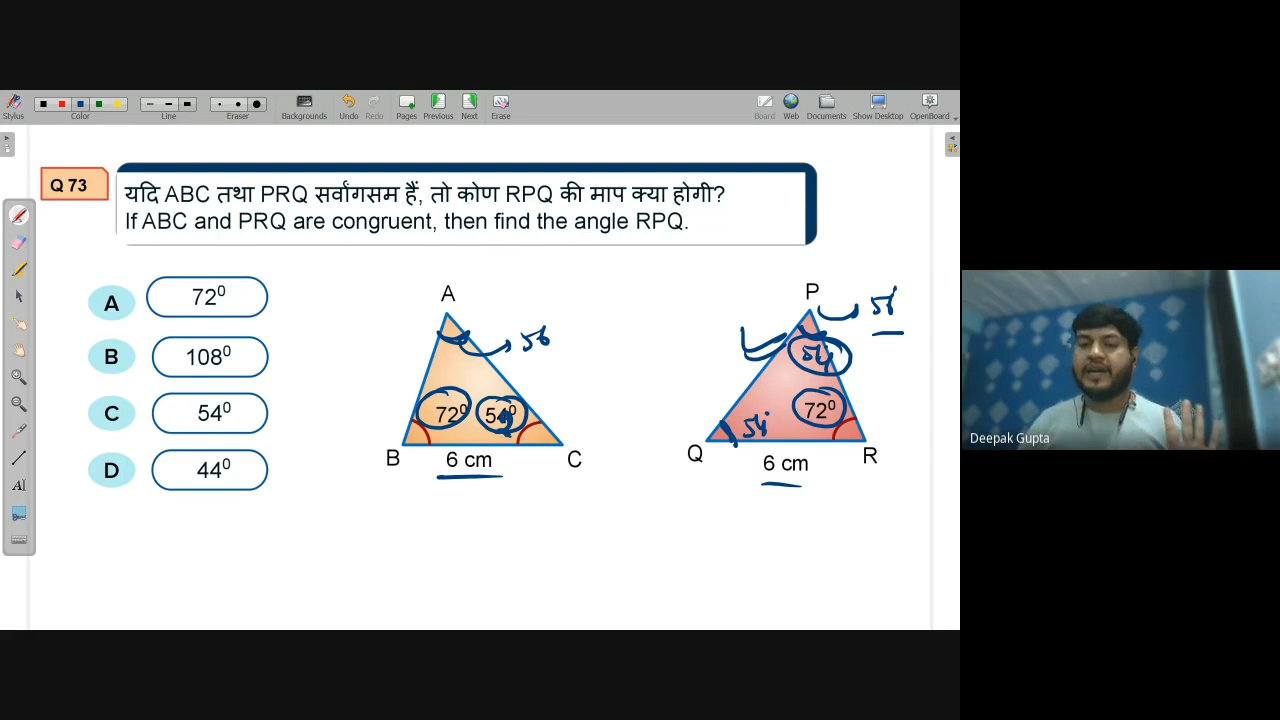 Stylus
Color
Line
Eraser
Backgrounds
Undo
Redo
Pages
Previous
Next
Erase
Board
Web
Documents
Show Desktop
OpenBoard
Q 73
यदि ABC तथा PRQ सर्वांगसम हैं, तो कोण RPQ की माप क्या होगी?
If ABC and PRQ are congruent, then find the angle RPQ.
A 72⁰
B 108⁰
C 54⁰
D 44⁰
A
72⁰
54⁰
B
6 cm
C
P
72⁰
Q
6 cm
R
Deepak Gupta